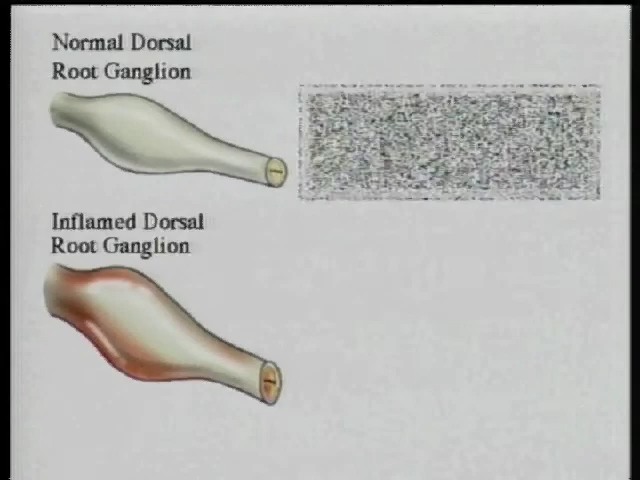 Normal Dorsal
Root Ganglion
Inflamed Dorsal
Root Ganglion